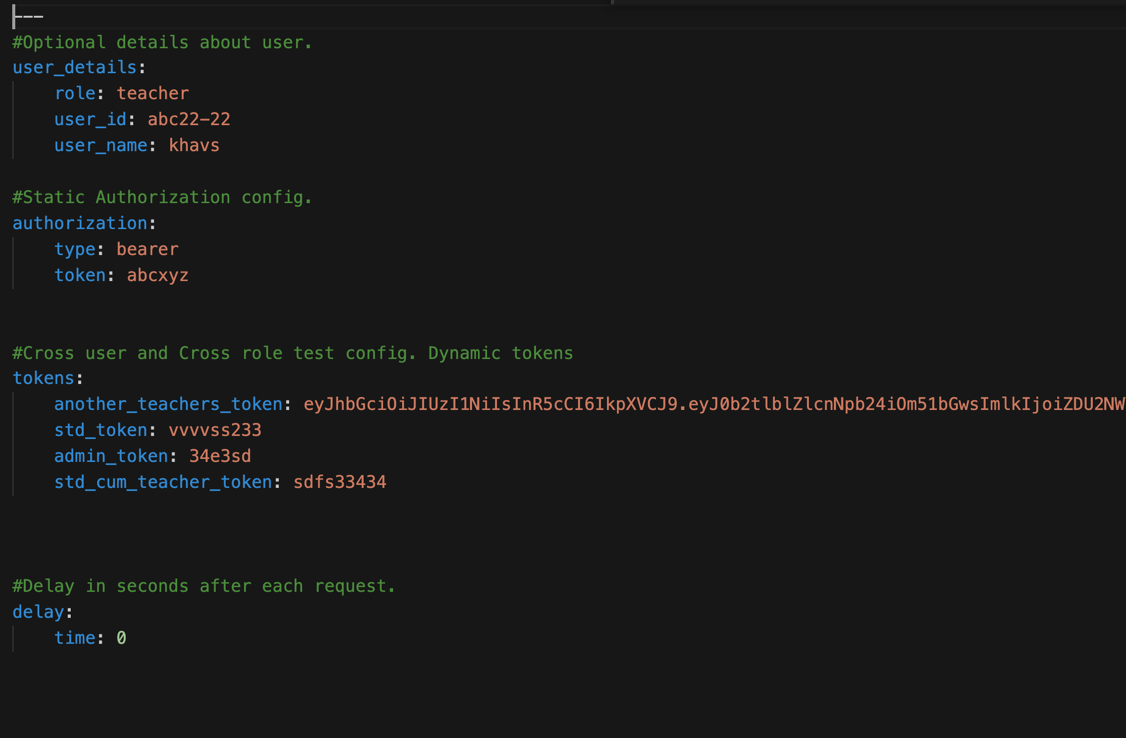 ---
#Optional details about user.
user_details:
    role: teacher
    user_id: abc22-22
    user_name: khavs
#Static Authorization config.
authorization:
    type: bearer
    token: abcxyz
#Cross user and Cross role test config. Dynamic tokens
tokens:
    another_teachers_token: eyJhbGciOiJIUzI1NiIsInR5cCI6IkpXVCJ9.eyJ0b2tlblZlcnNpb24iOm51bGwsImlkIjoiZDU2NW
    std_token: vvvvss233
    admin_token: 34e3sd
    std_cum_teacher_token: sdfs33434
#Delay in seconds after each request.
delay:
    time: 0